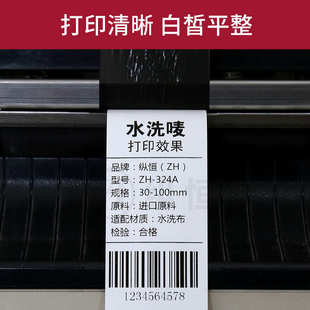 打印清晰 白皙平整
水洗唛
打印效果
品牌：纵恒（ZH）
型号：ZH-324A
规格：30-100mm
原料：进口原料
适配材质：水洗布
检验：合格
1234564578